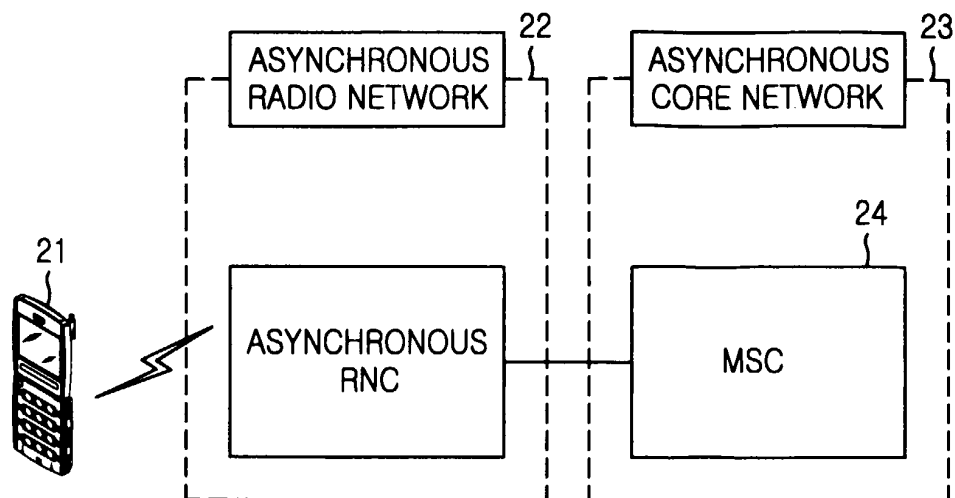 22
23
ASYNCHRONOUS
RADIO NETWORK
ASYNCHRONOUS
CORE NETWORK
21
24
ASYNCHRONOUS
RNC
MSC